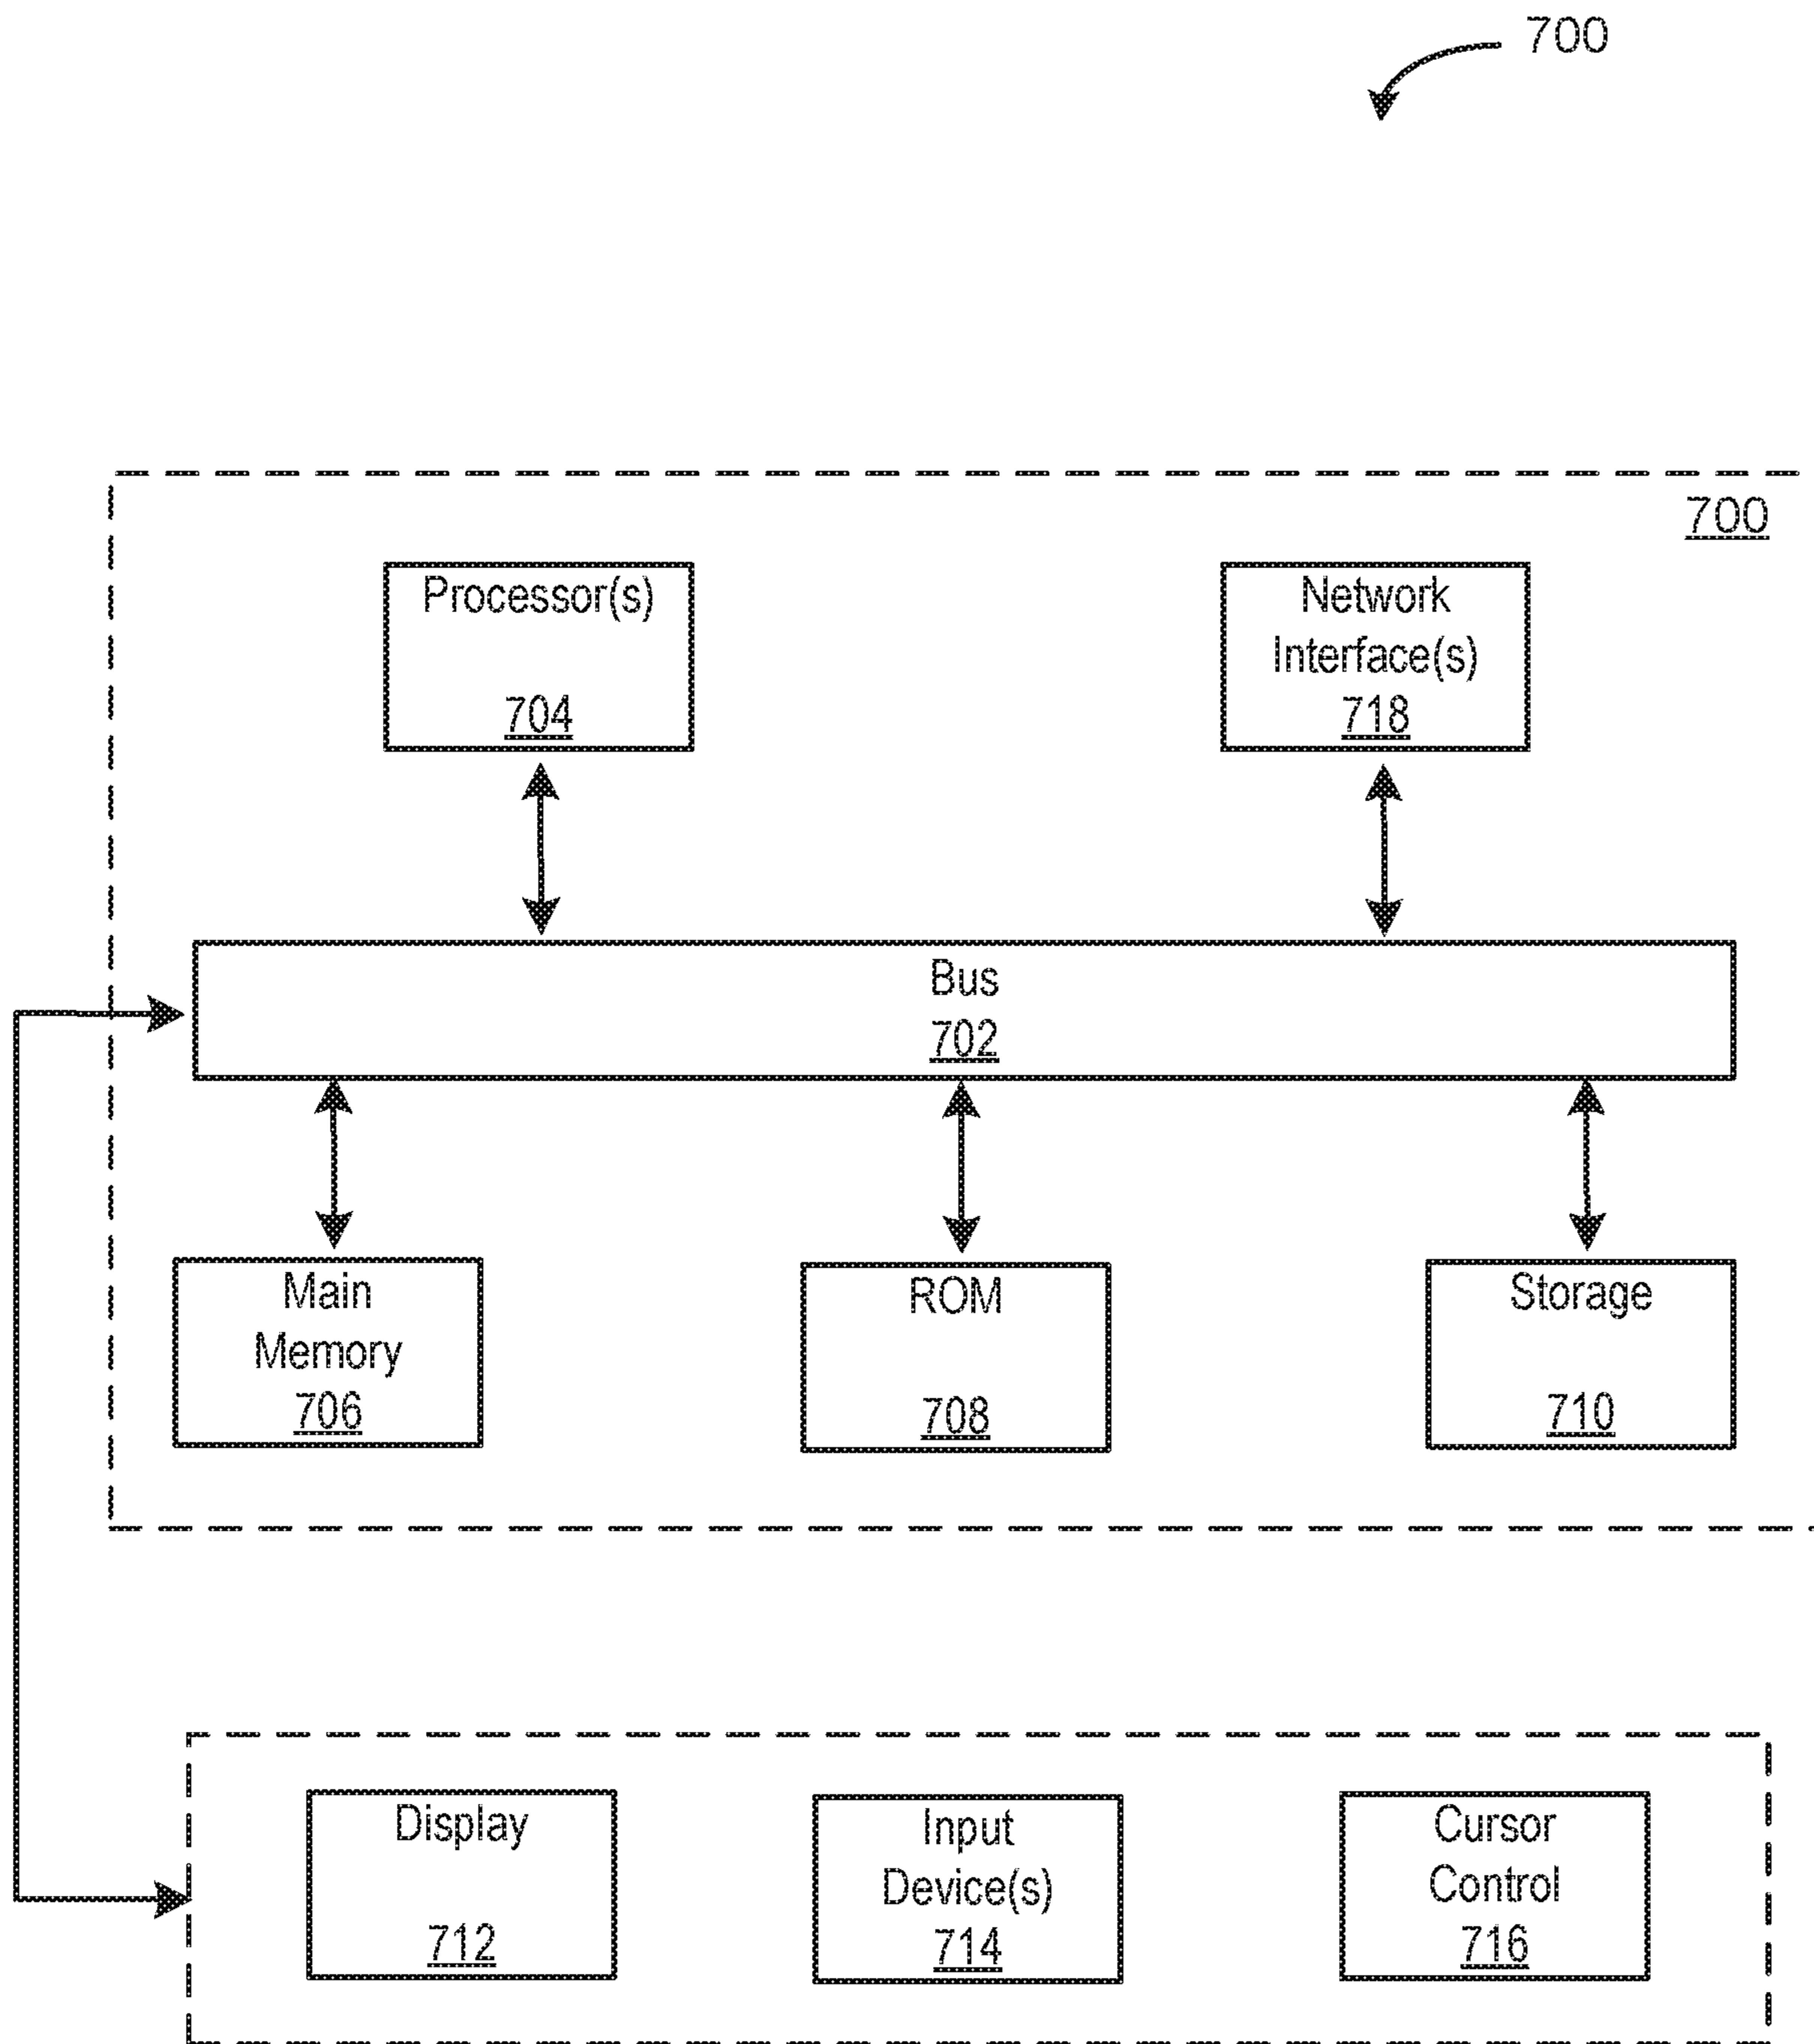 700
700
Processor(s)
704
Network
Interface(s)
718
Bus
702
Main
Memory
706
ROM
708
Storage
710
Display
712
Input
Device(s)
714
Cursor
Control
716